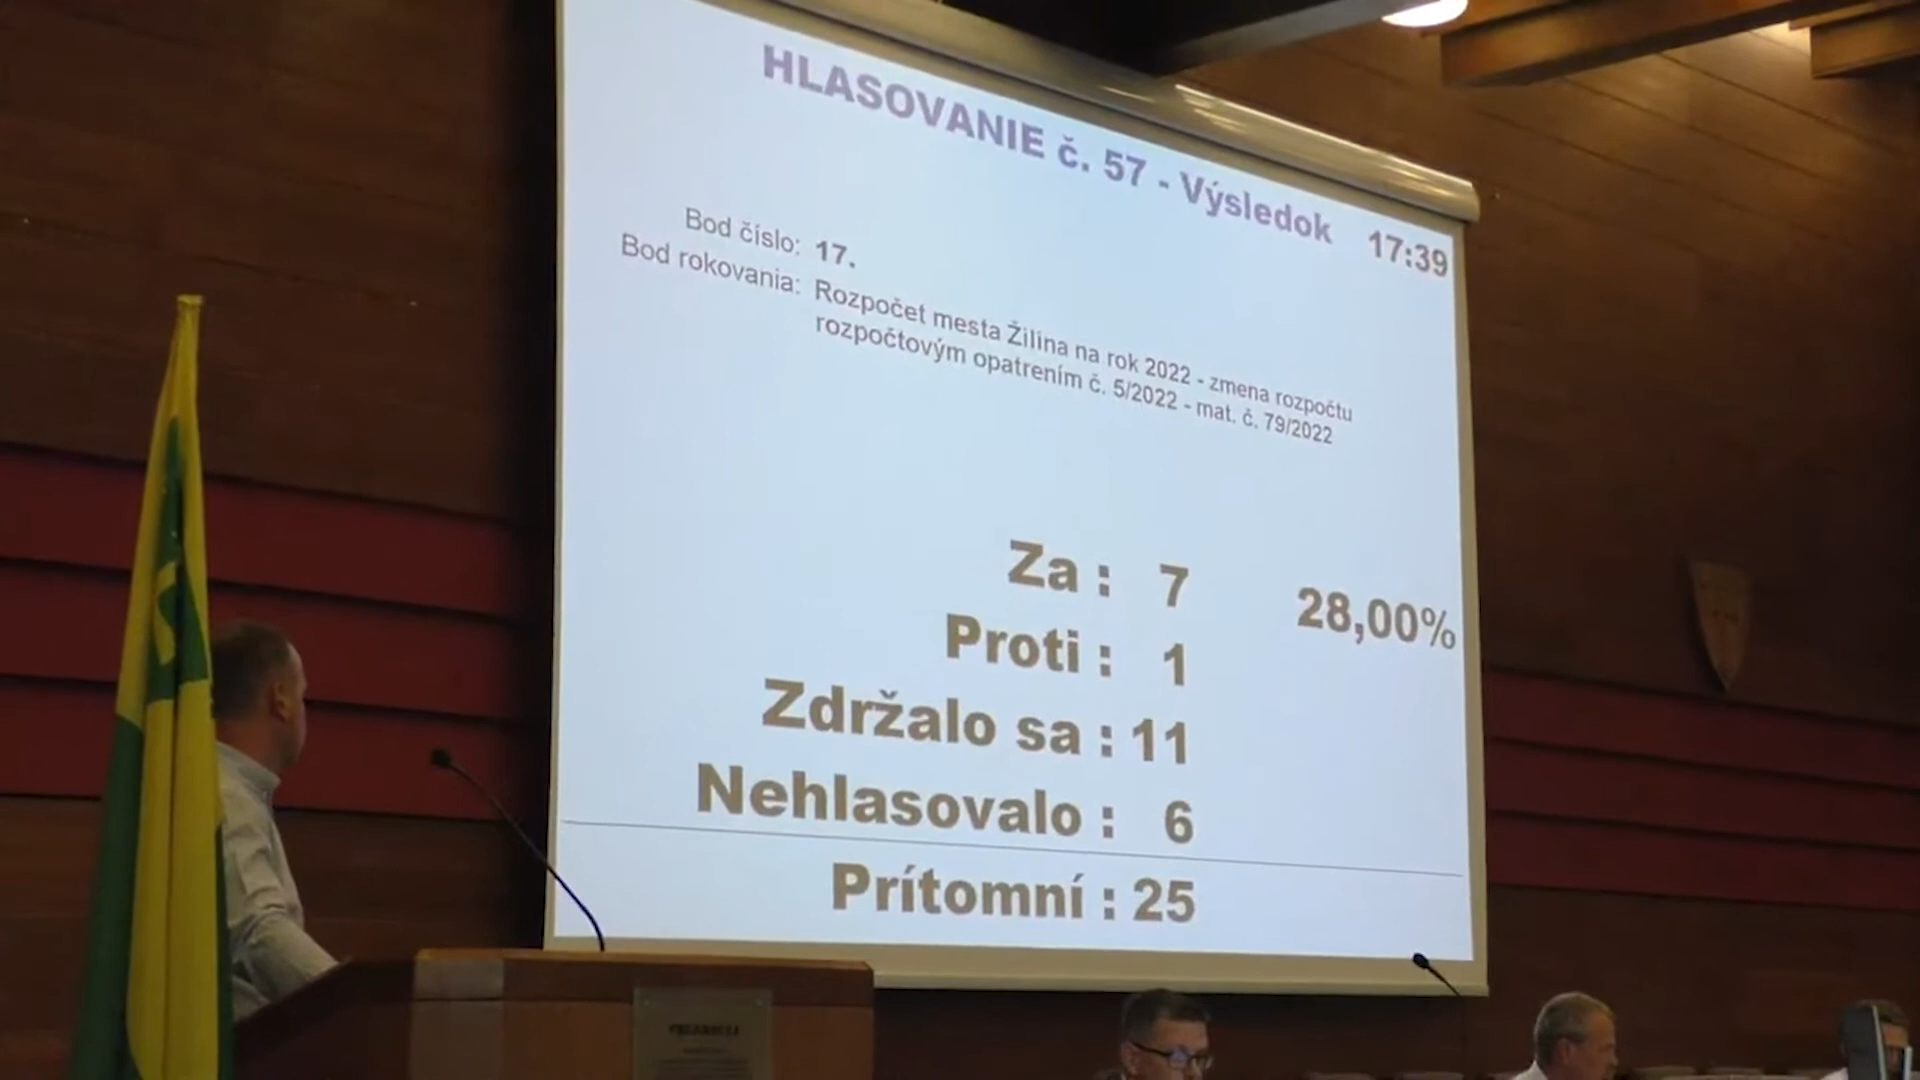 HLASOVANIE č. 57 - Výsledok 17:39
Bod číslo: 17.
Bod rokovania: Rozpočet mesta Žilina na rok 2022 - zmena rozpočtu
rozpočtovým opatrením č. 5/2022 - mat. č. 79/2022
Za : 7 28,00%
Proti : 1
Zdržalo sa : 11
Nehlasovalo : 6
Prítomní : 25